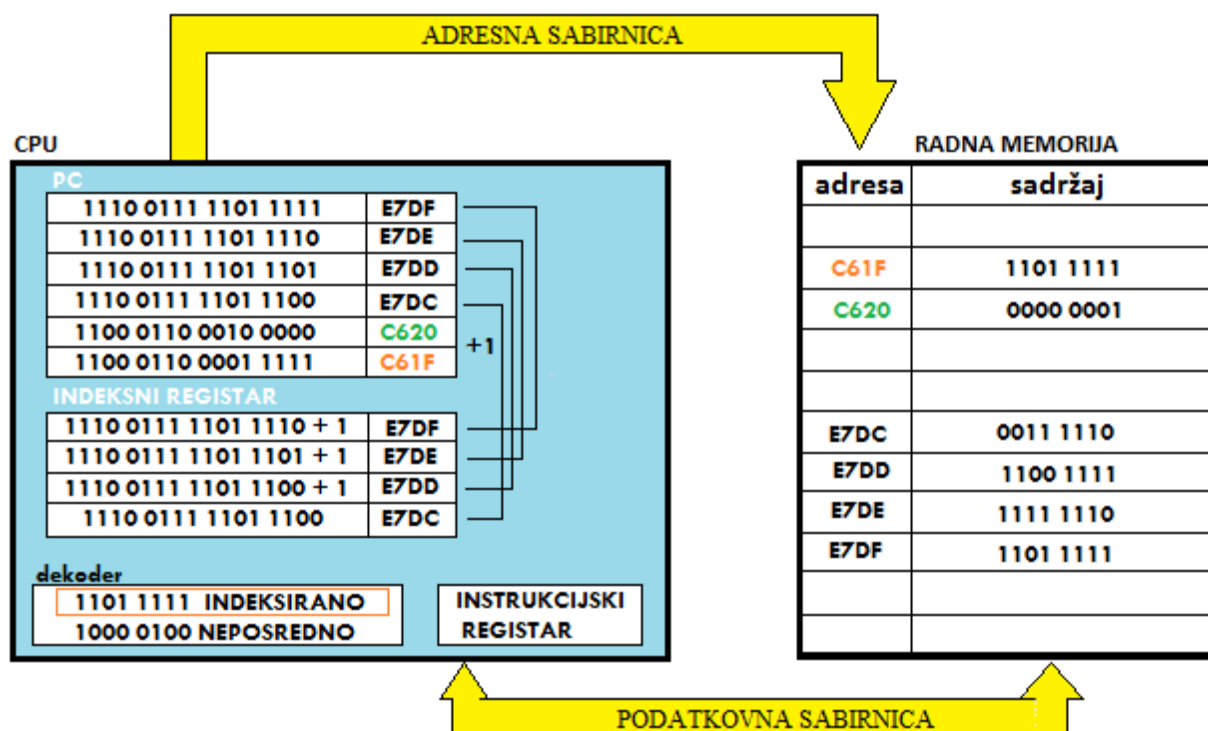 ADRESNA SABIRNICA
CPU
PC
1110 0111 1101 1111 E7DF
1110 0111 1101 1110 E7DE
1110 0111 1101 1101 E7DD
1110 0111 1101 1100 E7DC
1100 0110 0010 0000 C620
1100 0110 0001 1111 C61F
+1
INDEKSNI REGISTAR
1110 0111 1101 1110 + 1 E7DF
1110 0111 1101 1101 + 1 E7DE
1110 0111 1101 1100 + 1 E7DD
1110 0111 1101 1100 E7DC
dekoder
1101 1111 INDEKSIRANO
1000 0100 NEPOSREDNO
INSTRUKCIJSKI
REGISTAR
RADNA MEMORIJA
adresa sadržaj
C61F 1101 1111
C620 0000 0001
E7DC 0011 1110
E7DD 1100 1111
E7DE 1111 1110
E7DF 1101 1111
PODATKOVNA SABIRNICA